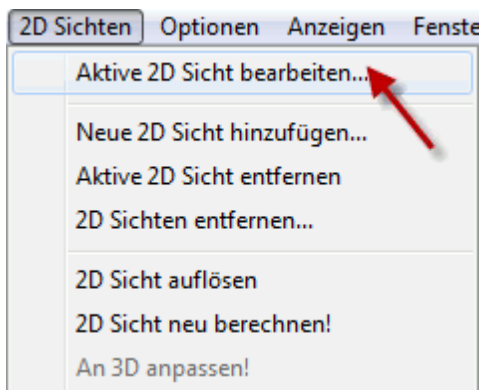 2D Sichten Optionen Anzeigen Fenste
Aktive 2D Sicht bearbeiten...
Neue 2D Sicht hinzufügen...
Aktive 2D Sicht entfernen
2D Sichten entfernen...
2D Sicht auflösen
2D Sicht neu berechnen!
An 3D anpassen!